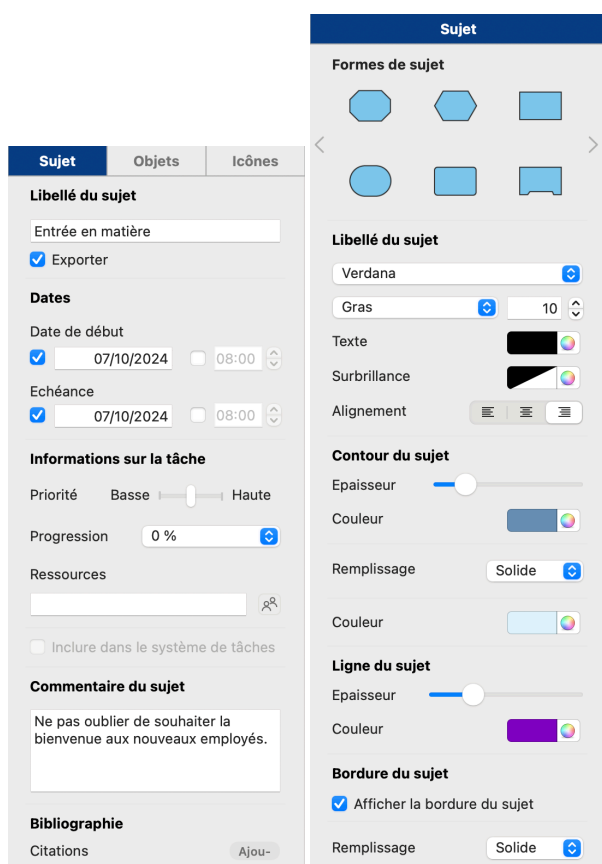 Sujet
Objets
Icônes
Libellé du sujet
Entrée en matière
Exporter
Dates
Date de début
07/10/2024
08:00
Echéance
07/10/2024
08:00
Informations sur la tâche
Priorité
Basse
Haute
Progression
0 %
Ressources
Inclure dans le système de tâches
Commentaire du sujet
Ne pas oublier de souhaiter la
bienvenue aux nouveaux employés.
Bibliographie
Citations
Ajou-
Sujet
Formes de sujet
Libellé du sujet
Verdana
Gras
10
Texte
Surbrillance
Alignement
Contour du sujet
Epaisseur
Couleur
Remplissage
Solide
Couleur
Ligne du sujet
Epaisseur
Couleur
Bordure du sujet
Afficher la bordure du sujet
Remplissage
Solide